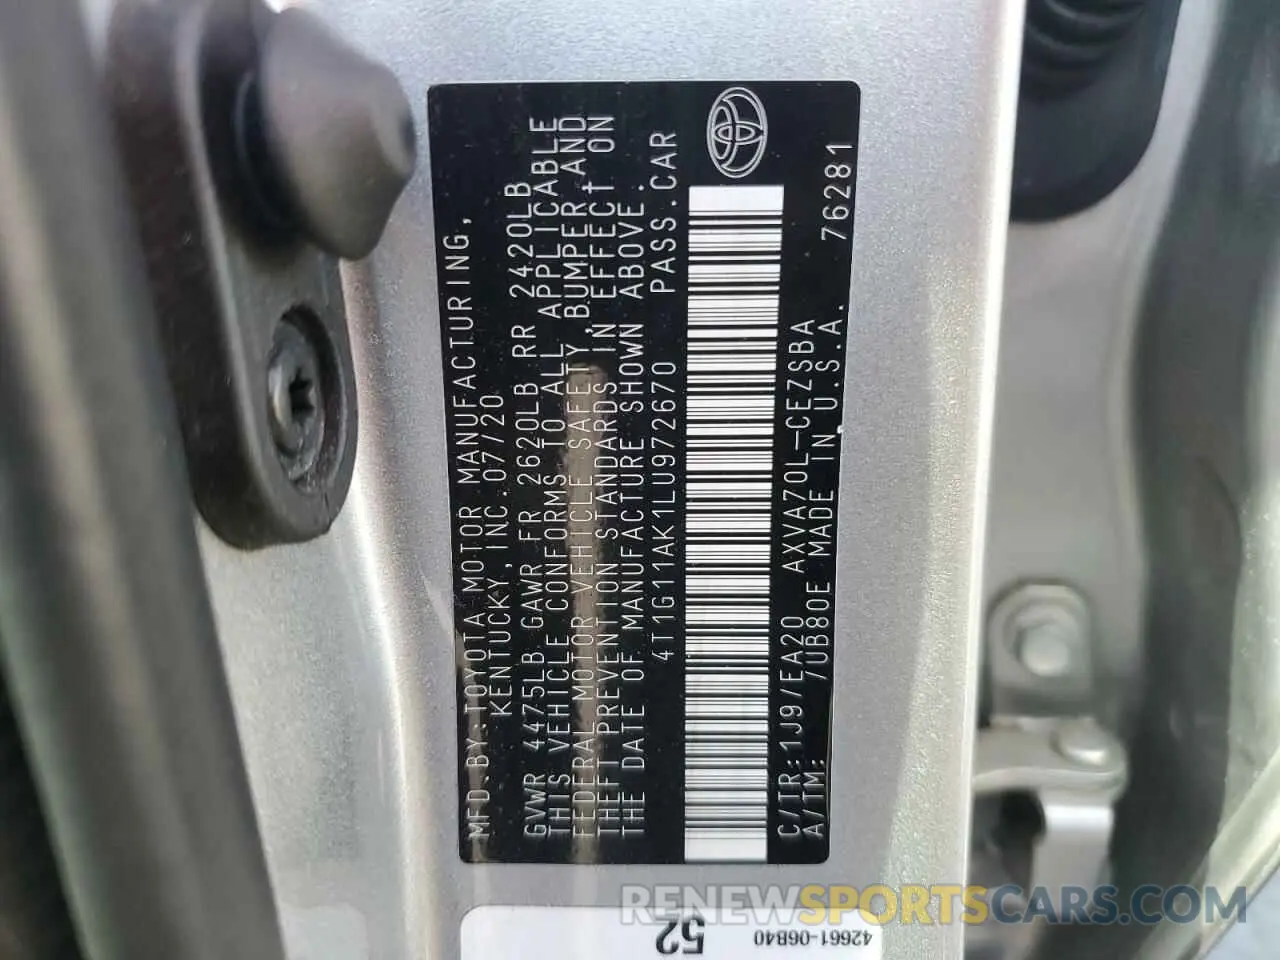 MFD.BY:TOYOTA MOTOR MANUFACTURING,
KENTUCKY,INC.07/20
GVWR 4475LB GAWR FR 2620LB RR 2420LB
THIS VEHICLE CONFORMS TO ALL APPLICABLE
FEDERAL MOTOR VEHICLE SAFETY,BUMPER,AND
THEFT PREVENTION STANDARDS IN EFFECT ON
THE DATE OF MANUFACTURE SHOWN ABOVE.
4T1G11AK1LU972670 PASS.CAR
C/TR:1J9/EA20 AXVA70L-CEZSBA
A/TM: /UB80E MADE IN U.S.A. 76281
52
42661-06B40
RENEWSPORTSCARS.COM